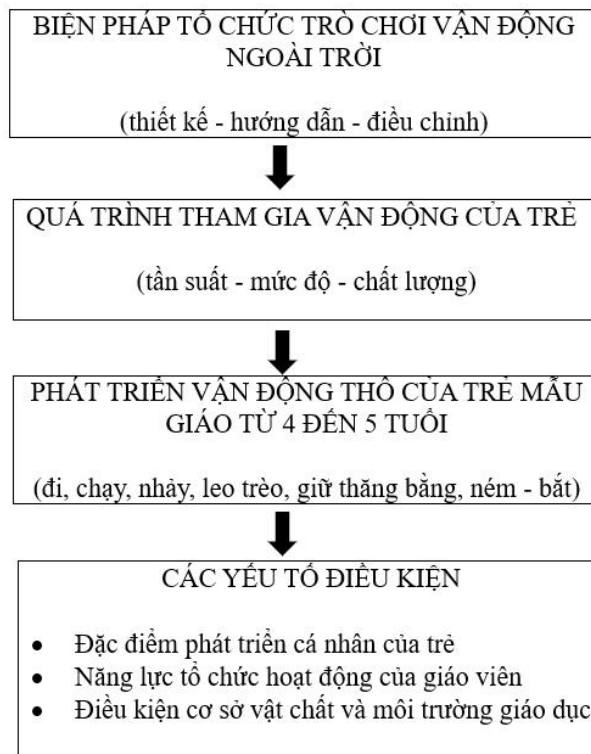 BIỆN PHÁP TỔ CHỨC TRÒ CHƠI VẬN ĐỘNG
NGOÀI TRỜI
(thiết kế - hướng dẫn - điều chỉnh)
QUÁ TRÌNH THAM GIA VẬN ĐỘNG CỦA TRẺ
(tần suất - mức độ - chất lượng)
PHÁT TRIỂN VẬN ĐỘNG THÔ CỦA TRẺ MẪU
GIÁO TỪ 4 ĐẾN 5 TUỔI
(đi, chạy, nhảy, leo trèo, giữ thăng bằng, ném - bắt)
CÁC YẾU TỐ ĐIỀU KIỆN
• Đặc điểm phát triển cá nhân của trẻ
• Năng lực tổ chức hoạt động của giáo viên
• Điều kiện cơ sở vật chất và môi trường giáo dục